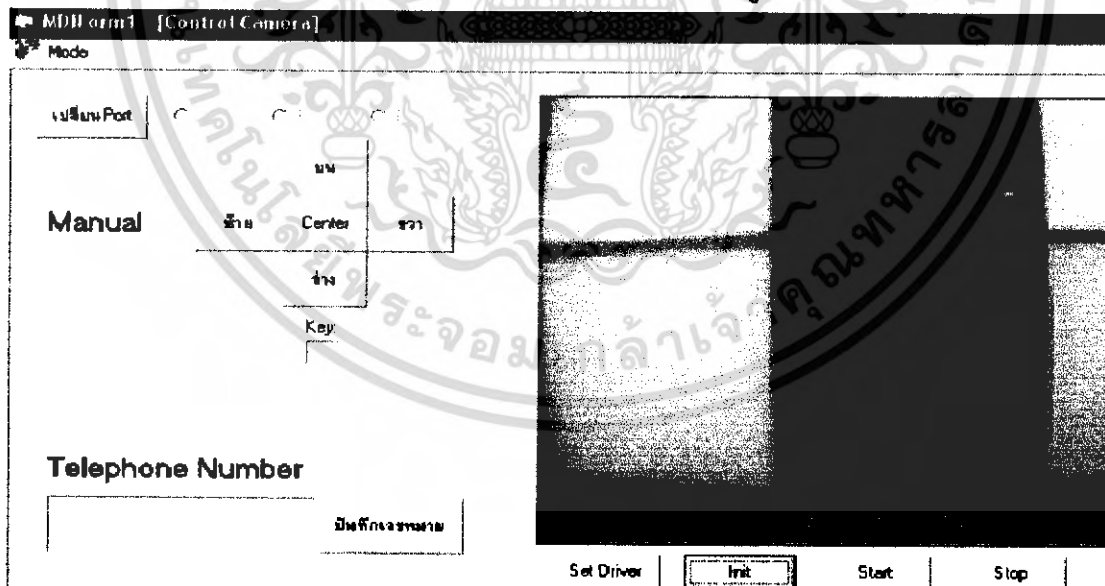 MDIForm1 - [Control Camera]
Mode
เปลี่ยน Port
บน
Manual
ซ้าย Center ขวา
ล่าง
Key
Telephone Number
บันทึกเลขหมาย
Set Driver Init Start Stop